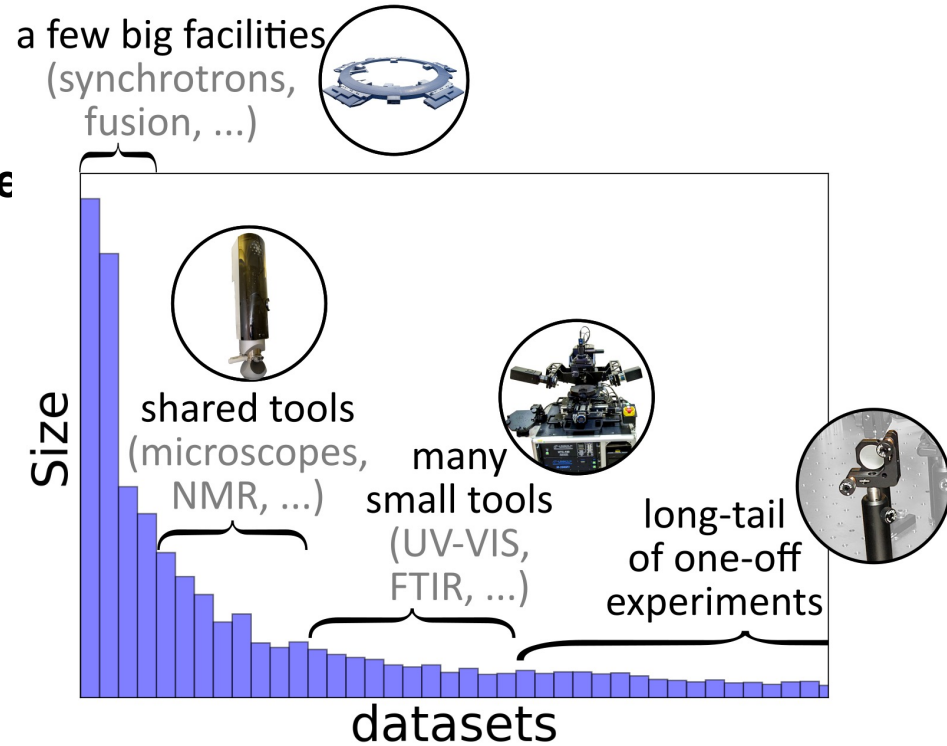 a few big facilities
(synchrotrons,
fusion, ...)
e
shared tools
(microscopes,
NMR, ...)
many
small tools
(UV-VIS,
FTIR, ...)
long-tail
of one-off
experiments
Size
datasets